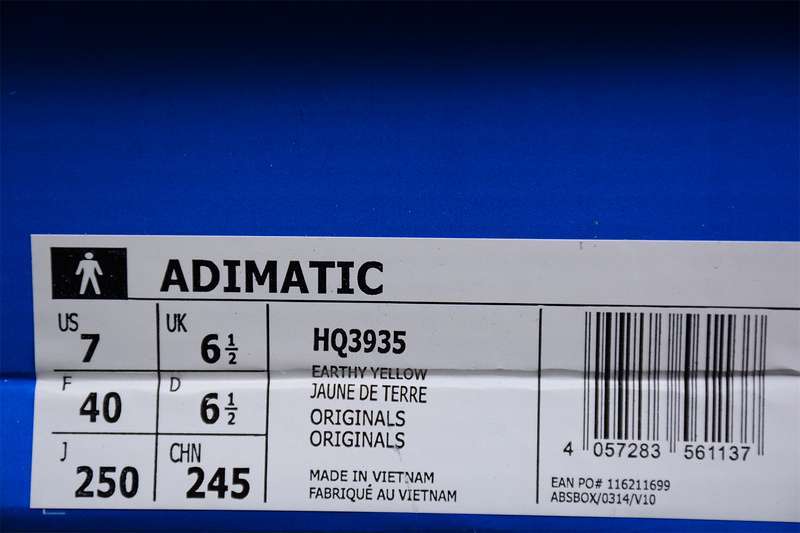 ADIMATIC
US 7 UK 6 1/2
F 40 D 6 1/2
J 250 CHN 245
HQ3935
EARTHY YELLOW
JAUNE DE TERRE
ORIGINALS
ORIGINALS
MADE IN VIETNAM
FABRIQUÉ AU VIETNAM
4 057283 561137
EAN PO# 116211699
ABSBOX/0314/V10